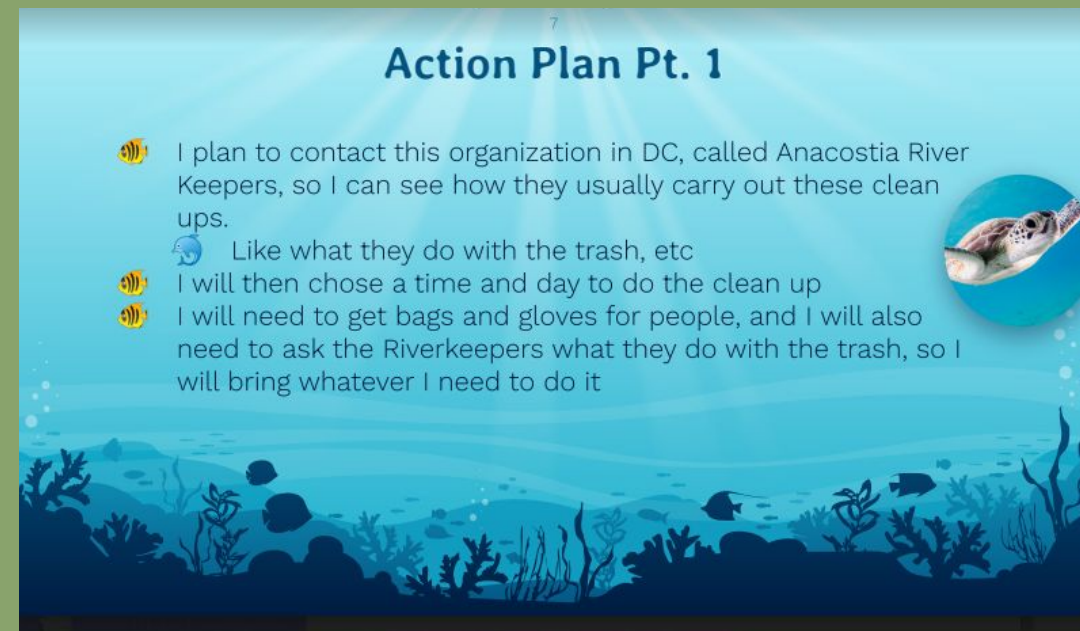 7
Action Plan Pt. 1
I plan to contact this organization in DC, called Anacostia River
Keepers, so I can see how they usually carry out these clean
ups.
Like what they do with the trash, etc
I will then chose a time and day to do the clean up
I will need to get bags and gloves for people, and I will also
need to ask the Riverkeepers what they do with the trash, so I
will bring whatever I need to do it